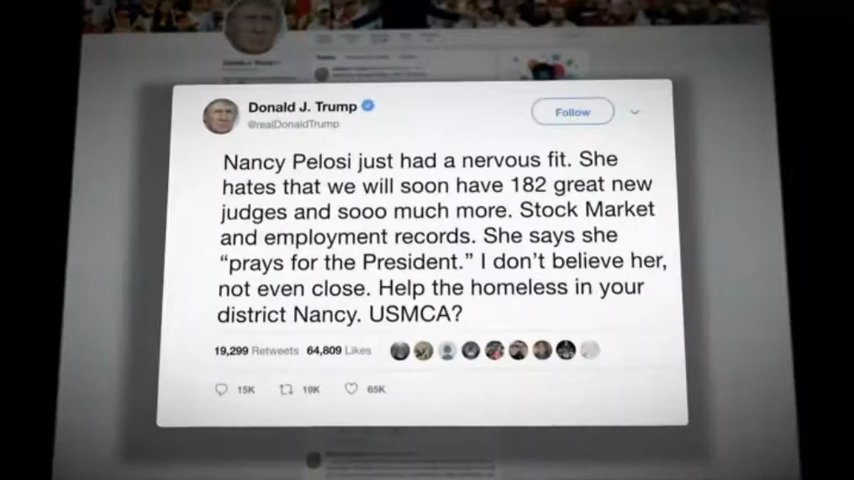 Donald J. Trump
@realDonaldTrump
Follow
Nancy Pelosi just had a nervous fit. She
hates that we will soon have 182 great new
judges and sooo much more. Stock Market
and employment records. She says she
“prays for the President.” I don’t believe her,
not even close. Help the homeless in your
district Nancy. USMCA?
19,299 Retweets 64,809 Likes
15K 19K 65K